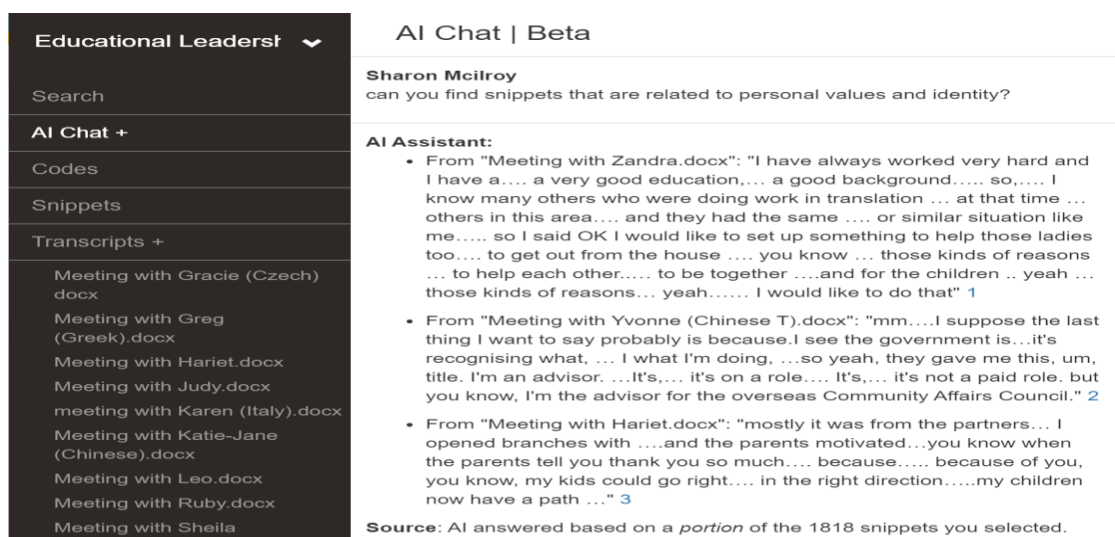 Educational Leadersh
Search
AI Chat +
Codes
Snippets
Transcripts +
Meeting with Gracie (Czech)
docx
Meeting with Greg
(Greek).docx
Meeting with Hariet.docx
Meeting with Judy.docx
meeting with Karen (Italy).docx
Meeting with Katie-Jane
(Chinese).docx
Meeting with Leo.docx
Meeting with Ruby.docx
Meeting with Sheila
AI Chat | Beta
Sharon Mcilroy
can you find snippets that are related to personal values and identity?
AI Assistant:
• From "Meeting with Zandra.docx": "I have always worked very hard and
I have a.... a very good education,... a good background..... so,.... I
know many others who were doing work in translation ... at that time ...
others in this area.... and they had the same .... or similar situation like
me..... so I said OK I would like to set up something to help those ladies
too.... to get out from the house .... you know ... those kinds of reasons
... to help each other..... to be together ....and for the children .. yeah ...
those kinds of reasons... yeah...... I would like to do that" 1
• From "Meeting with Yvonne (Chinese T).docx": "mm....I suppose the last
thing I want to say probably is because.I see the government is...it's
recognising what, ... I what I'm doing, ...so yeah, they gave me this, um,
title. I'm an advisor. ...It's,... it's on a role.... It's,... it's not a paid role. but
you know, I'm the advisor for the overseas Community Affairs Council." 2
• From "Meeting with Hariet.docx": "mostly it was from the partners... I
opened branches with ....and the parents motivated...you know when
the parents tell you thank you so much.... because..... because of you,
you know, my kids could go right.... in the right direction.....my children
now have a path ..." 3
Source: AI answered based on a portion of the 1818 snippets you selected.